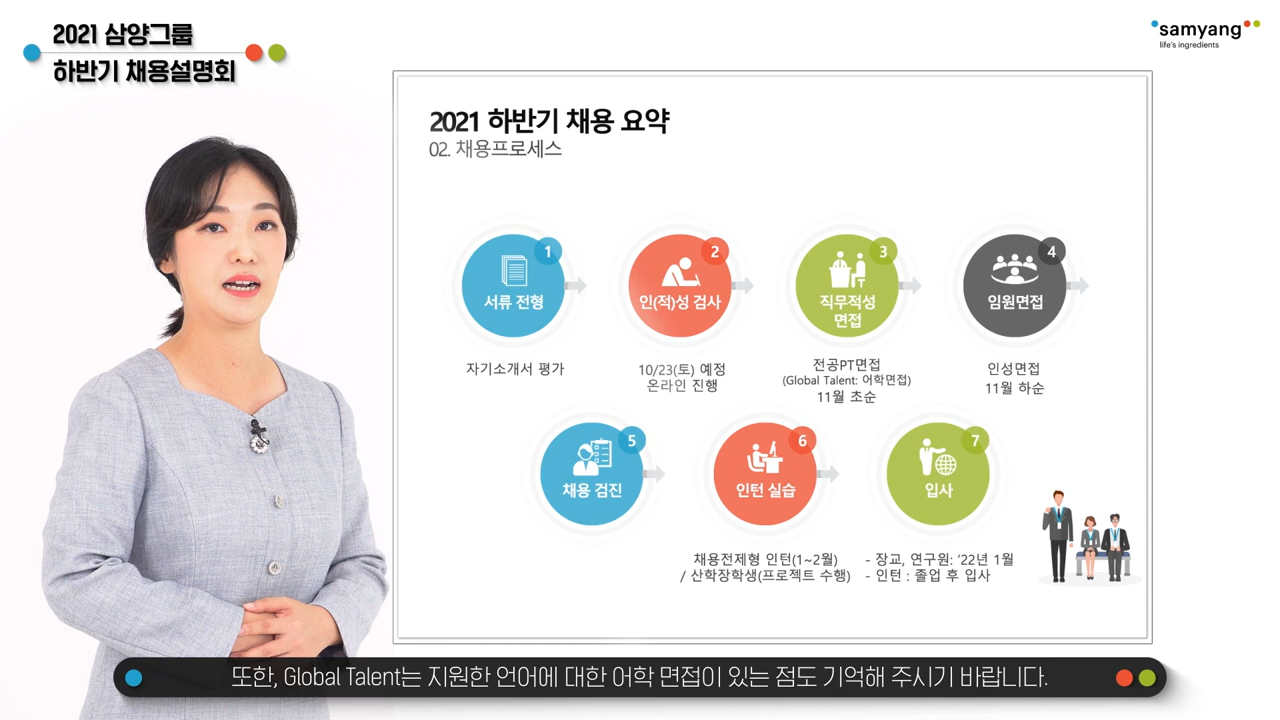 2021 삼양그룹
하반기 채용설명회
samyang
life's ingredients
2021 하반기 채용 요약
02. 채용프로세스
1
서류 전형
자기소개서 평가
2
인(적)성 검사
10/23(토) 예정
온라인 진행
3
직무적성
면접
전공PT면접
(Global Talent: 어학면접)
11월 초순
4
임원면접
인성면접
11월 하순
5
채용 검진
6
인턴 실습
채용전제형 인턴(1~2월)
/ 산학장학생(프로젝트 수행)
7
입사
- 장교, 연구원: ‘22년 1월
- 인턴 : 졸업 후 입사
또한, Global Talent는 지원한 언어에 대한 어학 면접이 있는 점도 기억해 주시기 바랍니다.